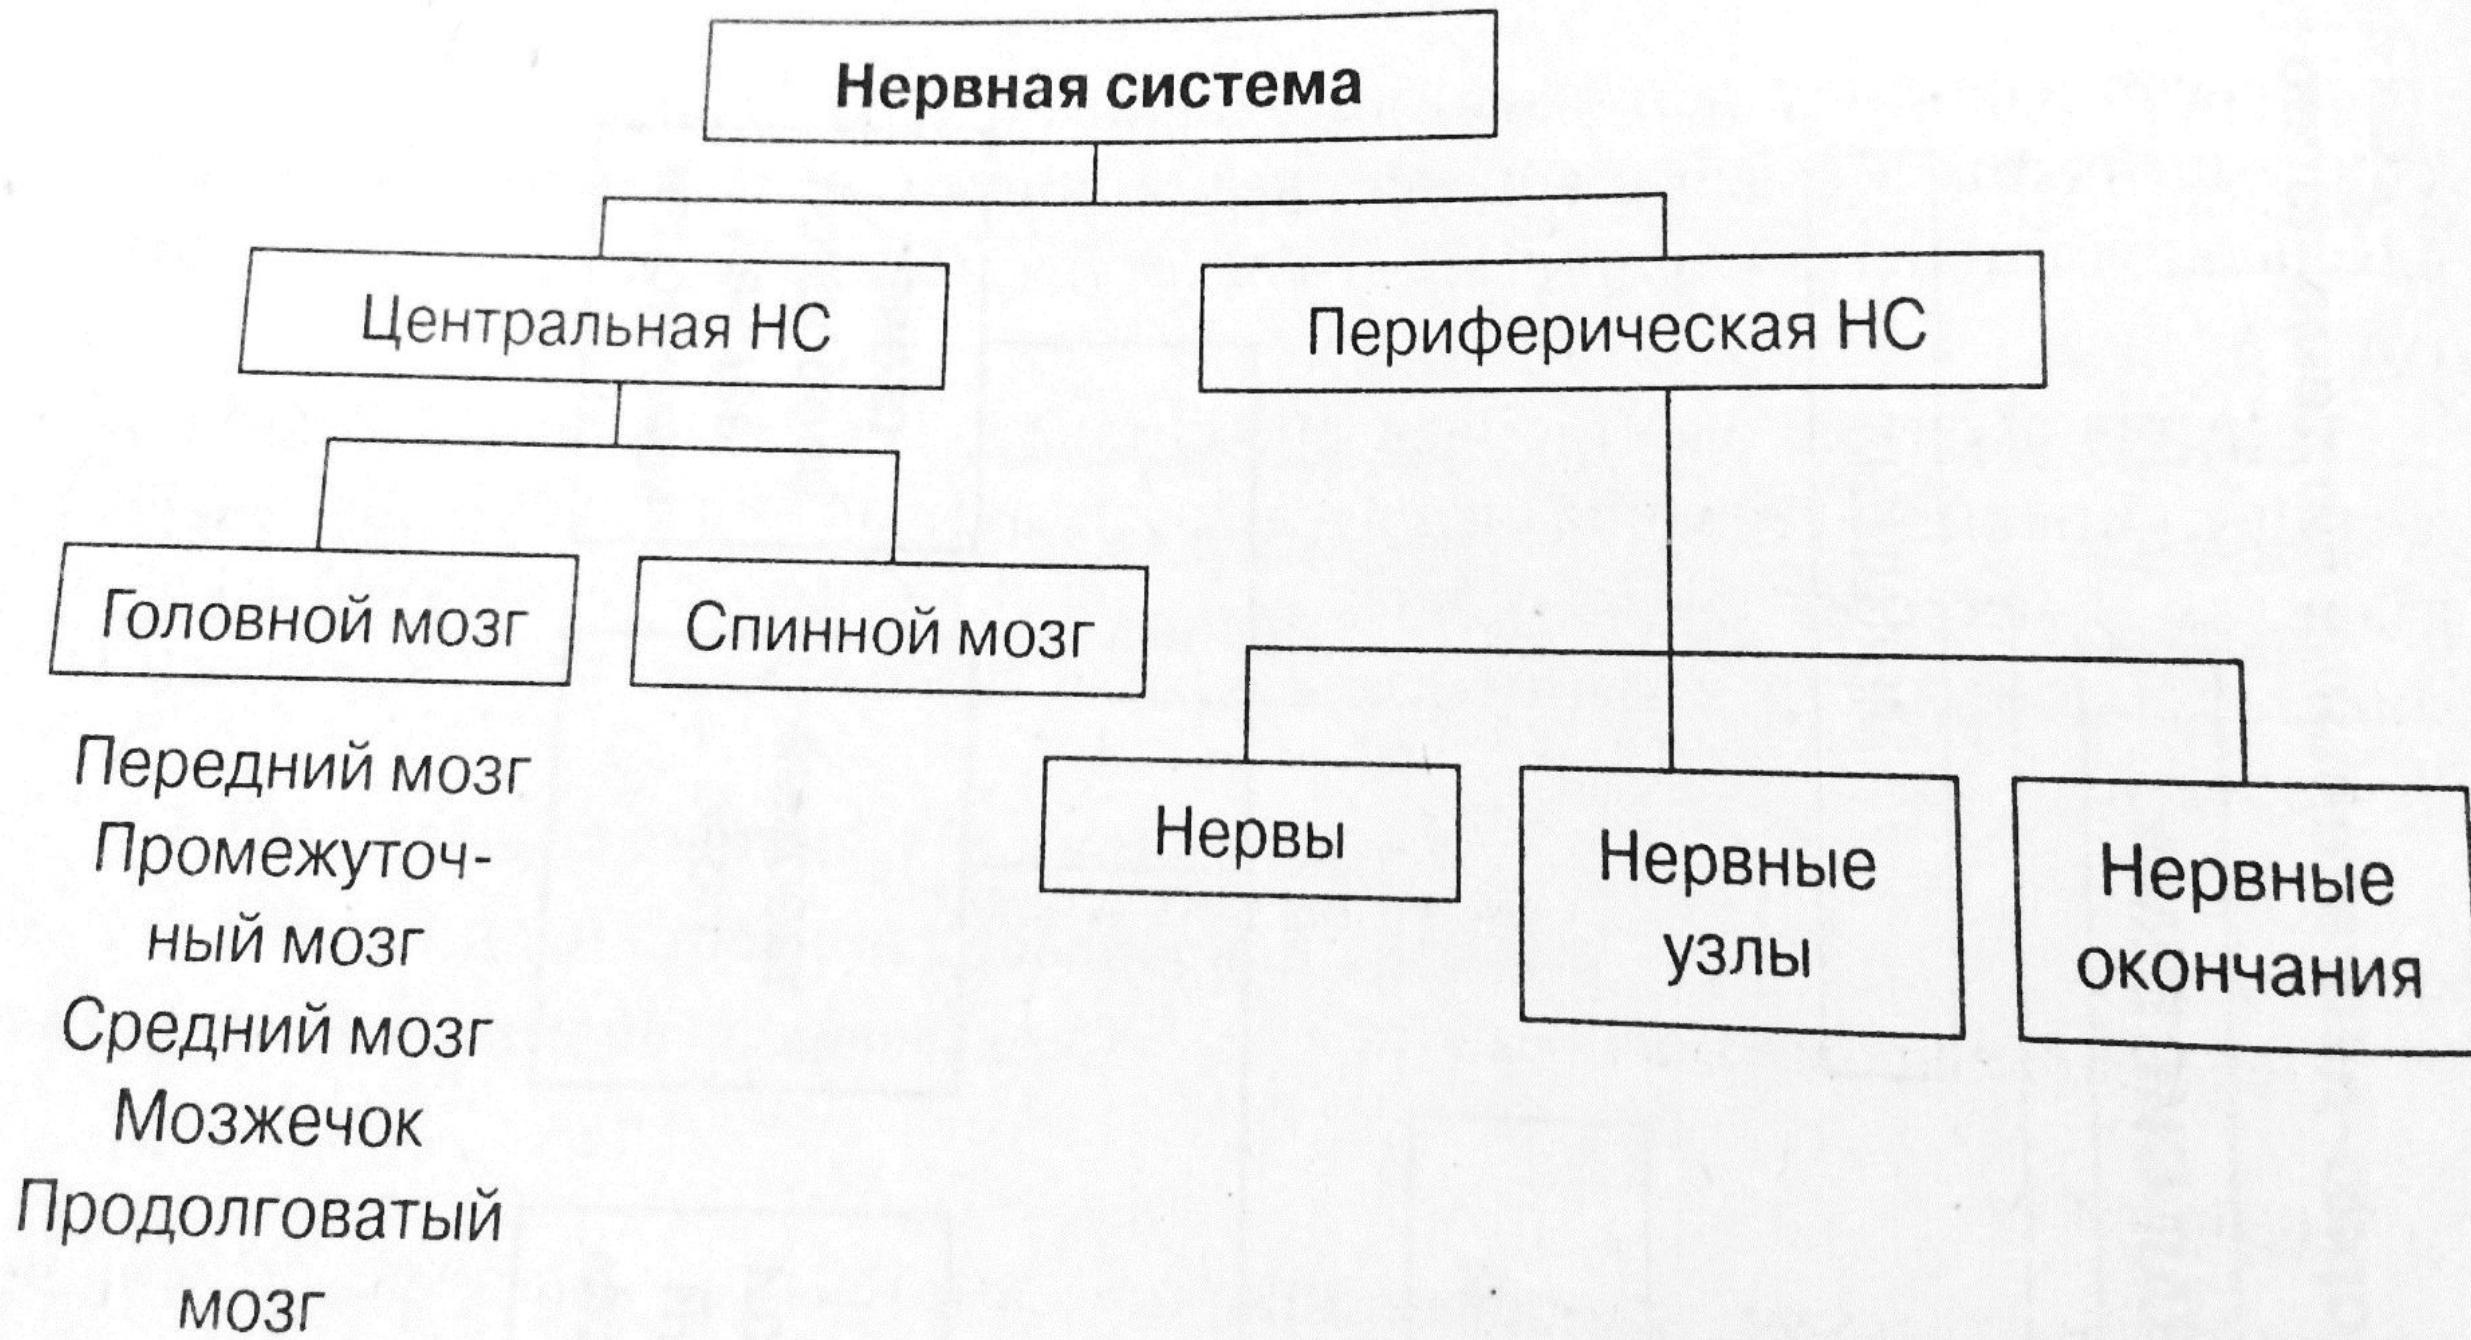 Нервная система
Центральная НС
Периферическая НС
Головной мозг
Спинной мозг
Передний мозг
Промежуточ-
ный мозг
Средний мозг
Мозжечок
Продолговатый
мозг
Нервы
Нервные
узлы
Нервные
окончания